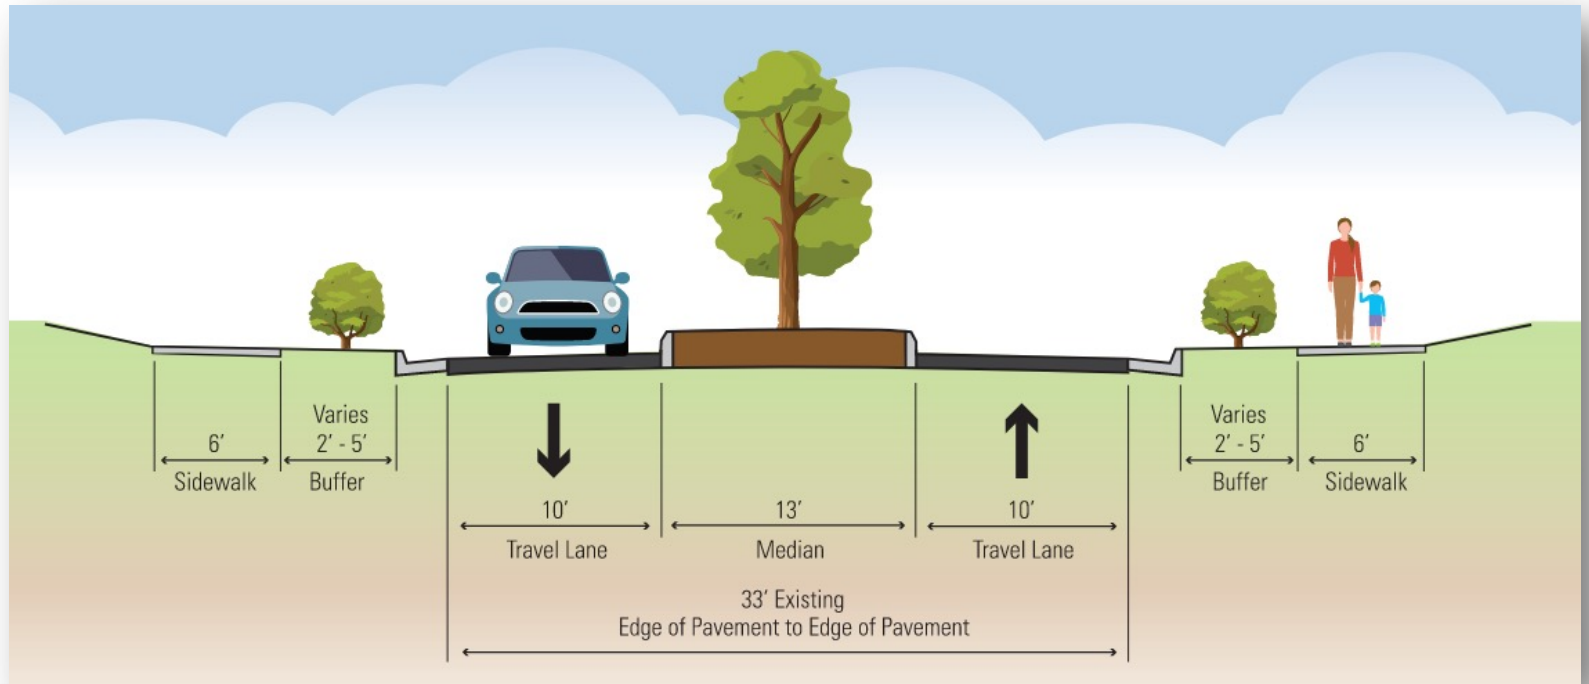 Varies
2' - 5'
6'
Sidewalk
Buffer
Varies
2' - 5'
6'
Buffer
Sidewalk
10'
13'
10'
Travel Lane
Median
Travel Lane
33' Existing
Edge of Pavement to Edge of Pavement